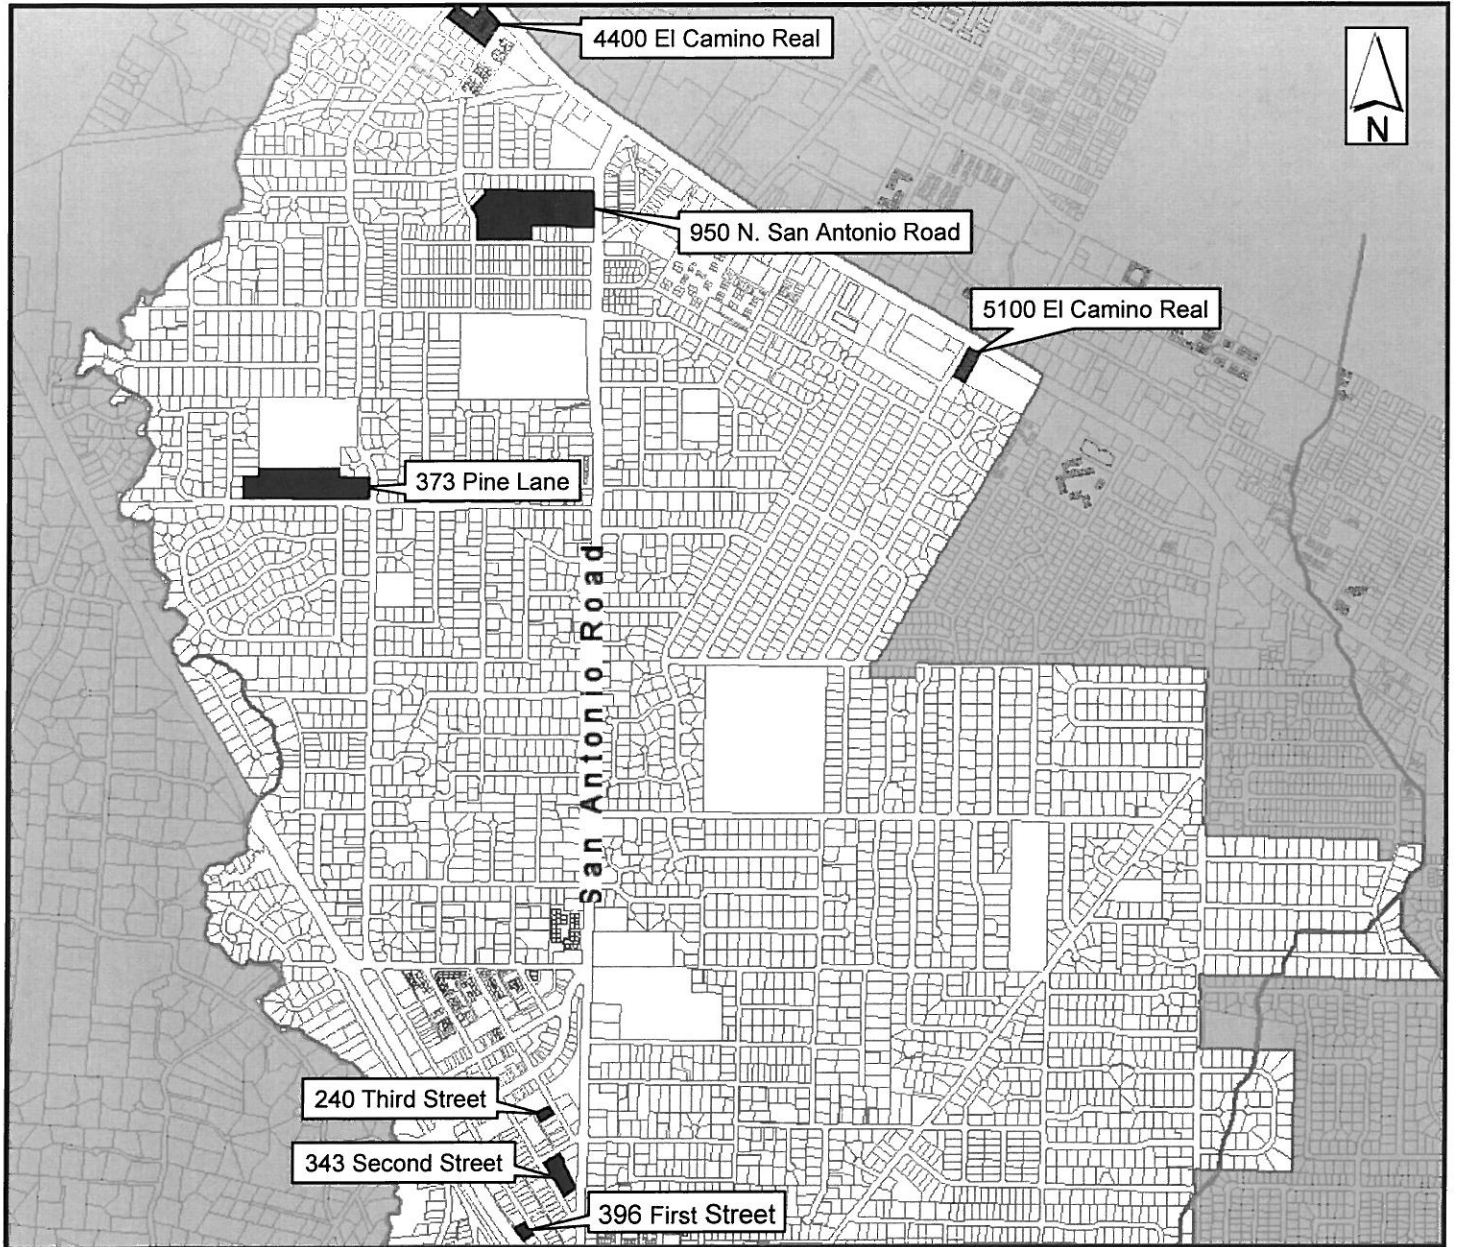 4400 El Camino Real
N
950 N. San Antonio Road
5100 El Camino Real
373 Pine Lane
San Antonio Road
240 Third Street
343 Second Street
396 First Street